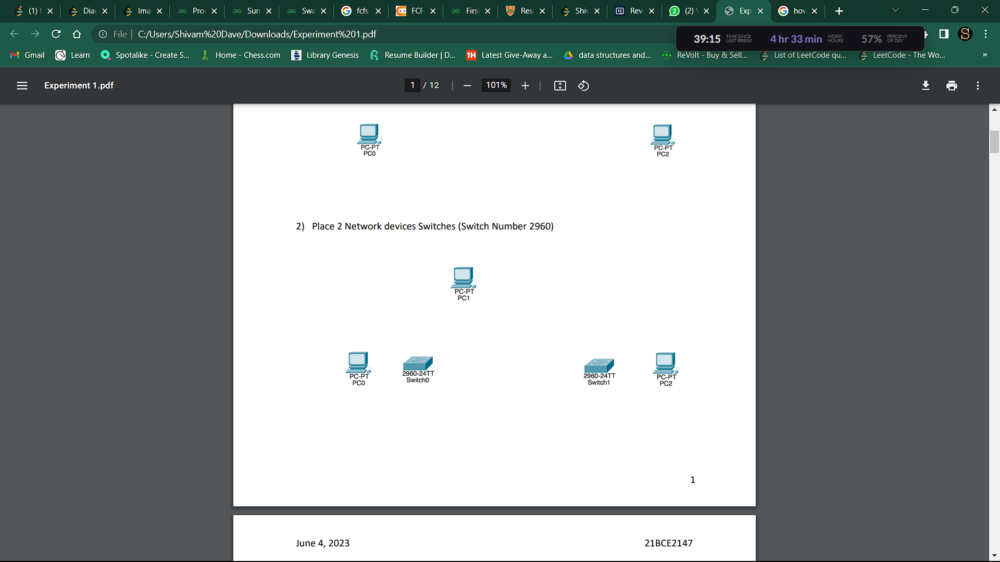 (1) Dia Ima Pro Sun Swa fcfs FCF Firs Res Shiv Rev (2) Exp how
File C:/Users/Shivam%20Dave/Downloads/Experiment%201.pdf
39:15 TIME SINCE LAST BREAK 4 hr 33 min WORK HOURS 57% PERCENT OF DAY
Gmail Learn Spotalike - Create S... Home - Chess.com Library Genesis Resume Builder | D... Latest Give-Away a... data structures and... ReVolt - Buy & Sell... List of LeetCode qu... LeetCode - The Wo... »
Experiment 1.pdf 1 / 12 101%
PC-PT PC-PT
PC0 PC2
2) Place 2 Network devices Switches (Switch Number 2960)
PC-PT
PC1
PC-PT 2960-24TT 2960-24TT PC-PT
PC0 Switch0 Switch1 PC2
1
June 4, 2023 21BCE2147